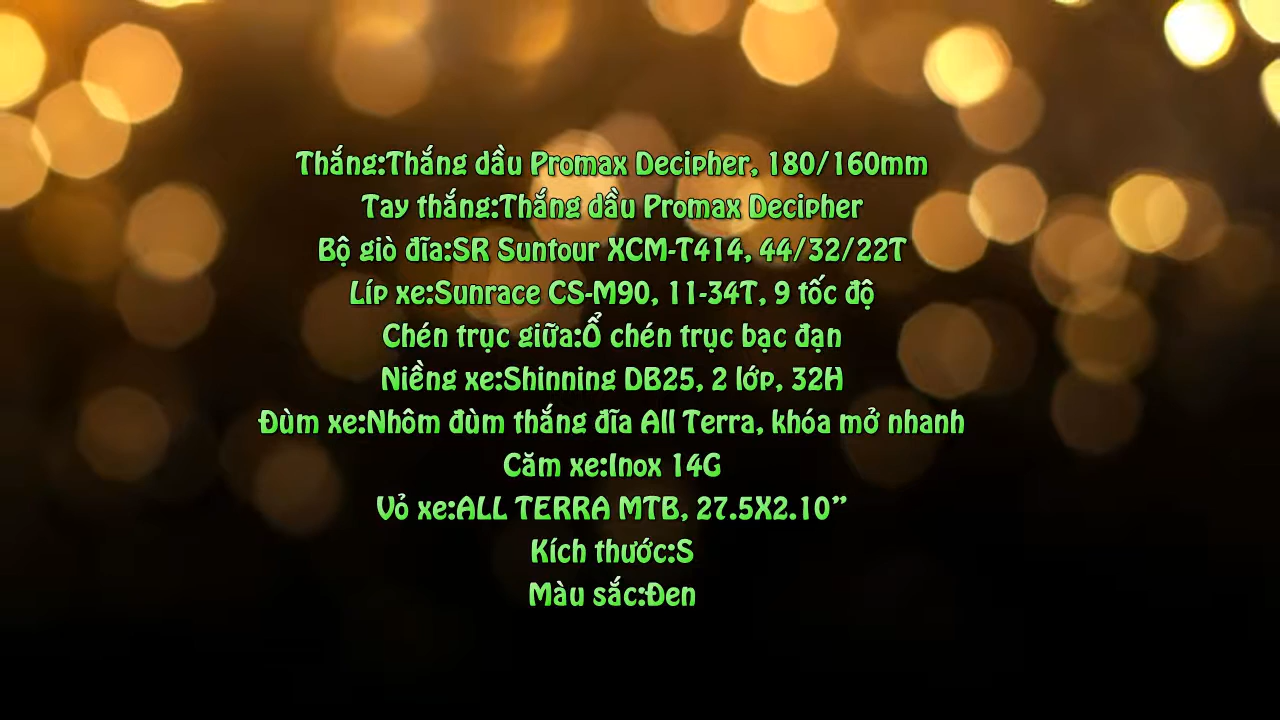 Thắng:Thắng dầu Promax Decipher, 180/160mm
Tay thắng:Thắng dầu Promax Decipher
Bộ giò đĩa:SR Suntour XCM-T414, 44/32/22T
Líp xe:Sunrace CS-M90, 11-34T, 9 tốc độ
Chén trục giữa:Ổ chén trục bạc đạn
Niềng xe:Shinning DB25, 2 lớp, 32H
Đùm xe:Nhôm đùm thắng đĩa All Terra, khóa mở nhanh
Căm xe:Inox 14G
Vỏ xe:ALL TERRA MTB, 27.5X2.10”
Kích thước:S
Màu sắc:Đen